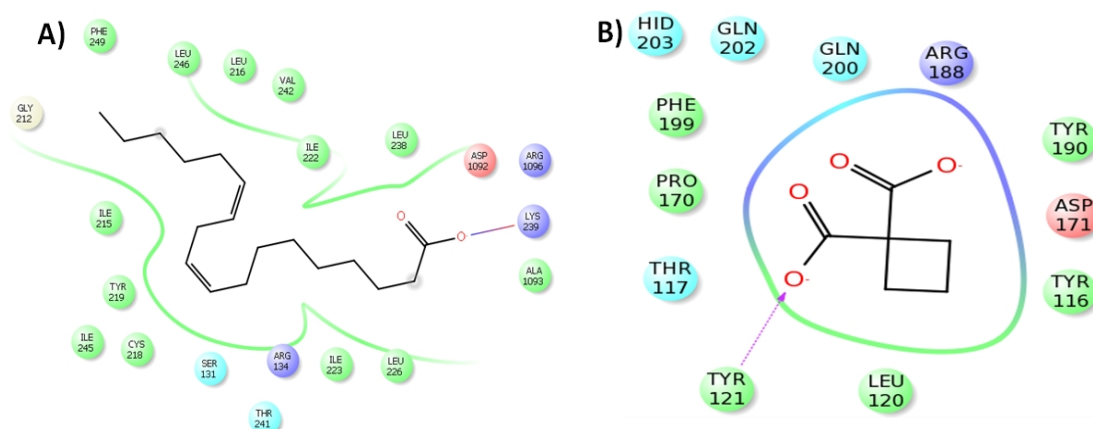 A)
PHE
249
LEU
246
LEU
216
VAL
242
GLY
212
ILE
222
LEU
238
ASP
1092
ARG
1096
ILE
215
O
O
LYS
239
TYR
219
ALA
1093
ILE
245
CYS
218
SER
131
ARG
134
ILE
223
LEU
226
THR
241
B)
HID
203
GLN
202
GLN
200
ARG
188
PHE
199
TYR
190
O
O-
PRO
170
O
ASP
171
THR
117
O-
TYR
116
TYR
121
LEU
120